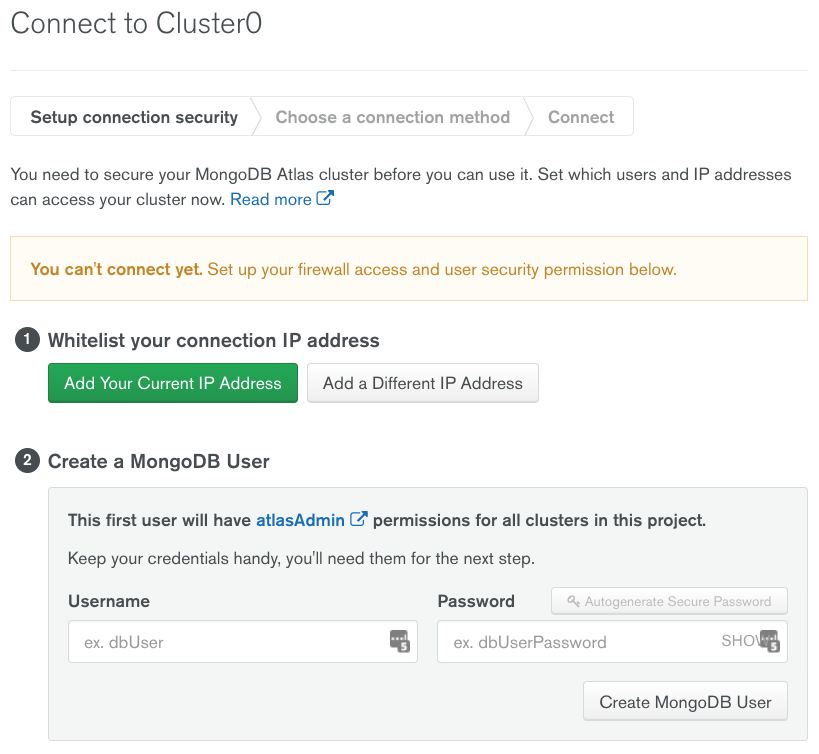 Connect to Cluster0
Setup connection security
Choose a connection method
Connect
You need to secure your MongoDB Atlas cluster before you can use it. Set which users and IP addresses
can access your cluster now. Read more
You can't connect yet. Set up your firewall access and user security permission below.
1 Whitelist your connection IP address
Add Your Current IP Address
Add a Different IP Address
2 Create a MongoDB User
This first user will have atlasAdmin permissions for all clusters in this project.
Keep your credentials handy, you'll need them for the next step.
Username
Password
Autogenerate Secure Password
ex. dbUser
5
ex. dbUserPassword
SHOW
5
Create MongoDB User